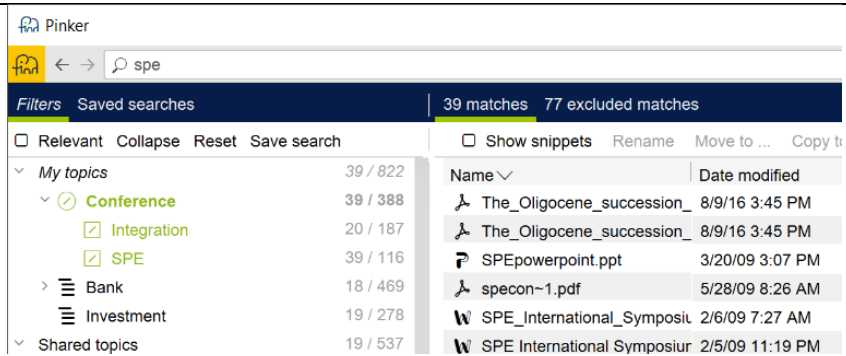 find Pinker
find spe
Filters Saved searches 39 matches 77 excluded matches
Relevant Collapse Reset Save search Show snippets Rename Move to ... Copy to
My topics 39 / 822 Name Date modified
Conference 39 / 388 The_Oligocene_succession_ 8/9/16 3:45 PM
Integration 20 / 187 The_Oligocene_succession_ 8/9/16 3:45 PM
SPE 39 / 116 SPEpowerpoint.ppt 3/20/09 3:07 PM
Bank 18 / 469 specon~1.pdf 5/28/09 8:26 AM
Investment 19 / 278 SPE_International_Symposiu 2/6/09 7:27 AM
Shared topics 19 / 537 SPE International Symposiur 2/5/09 11:19 PM